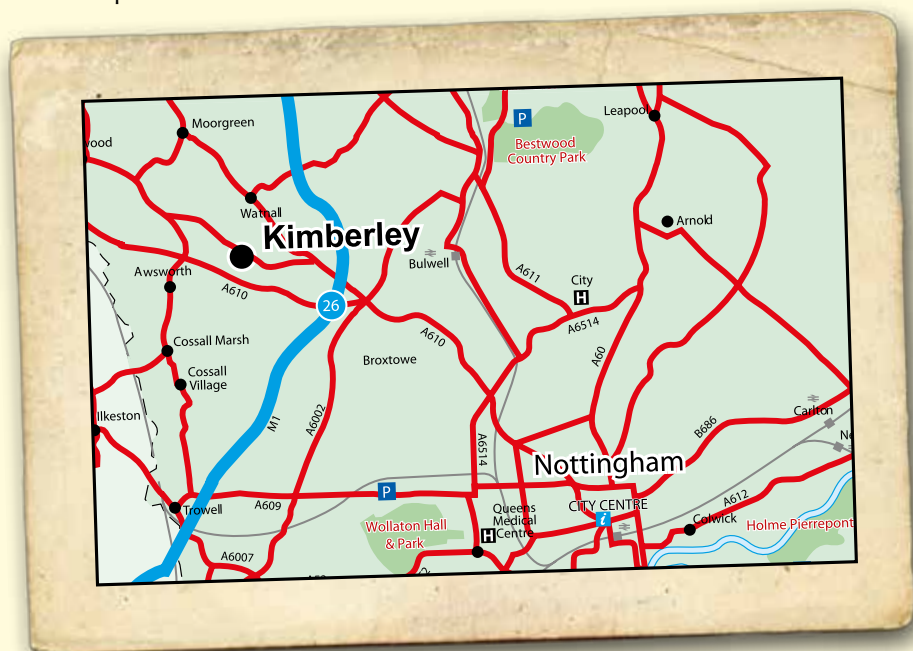 Leapool
P
Moorgreen
Bestwood
Country Park
Watnall
Arnold
Kimberley
Bulwell
Awsworth
A611
City
H
A610
26
A6514
A610
Cossall Marsh
Broxtowe
A60
Cossall
Village
Ilkeston
M1
A6002
Carlton
B686
A6514
Nottingham
P
A609
CITY CENTRE
i
A612
Trowell
Queens
Medical
Centre
H
Wollaton Hall
& Park
Colwick
Holme Pierrepont
A6007